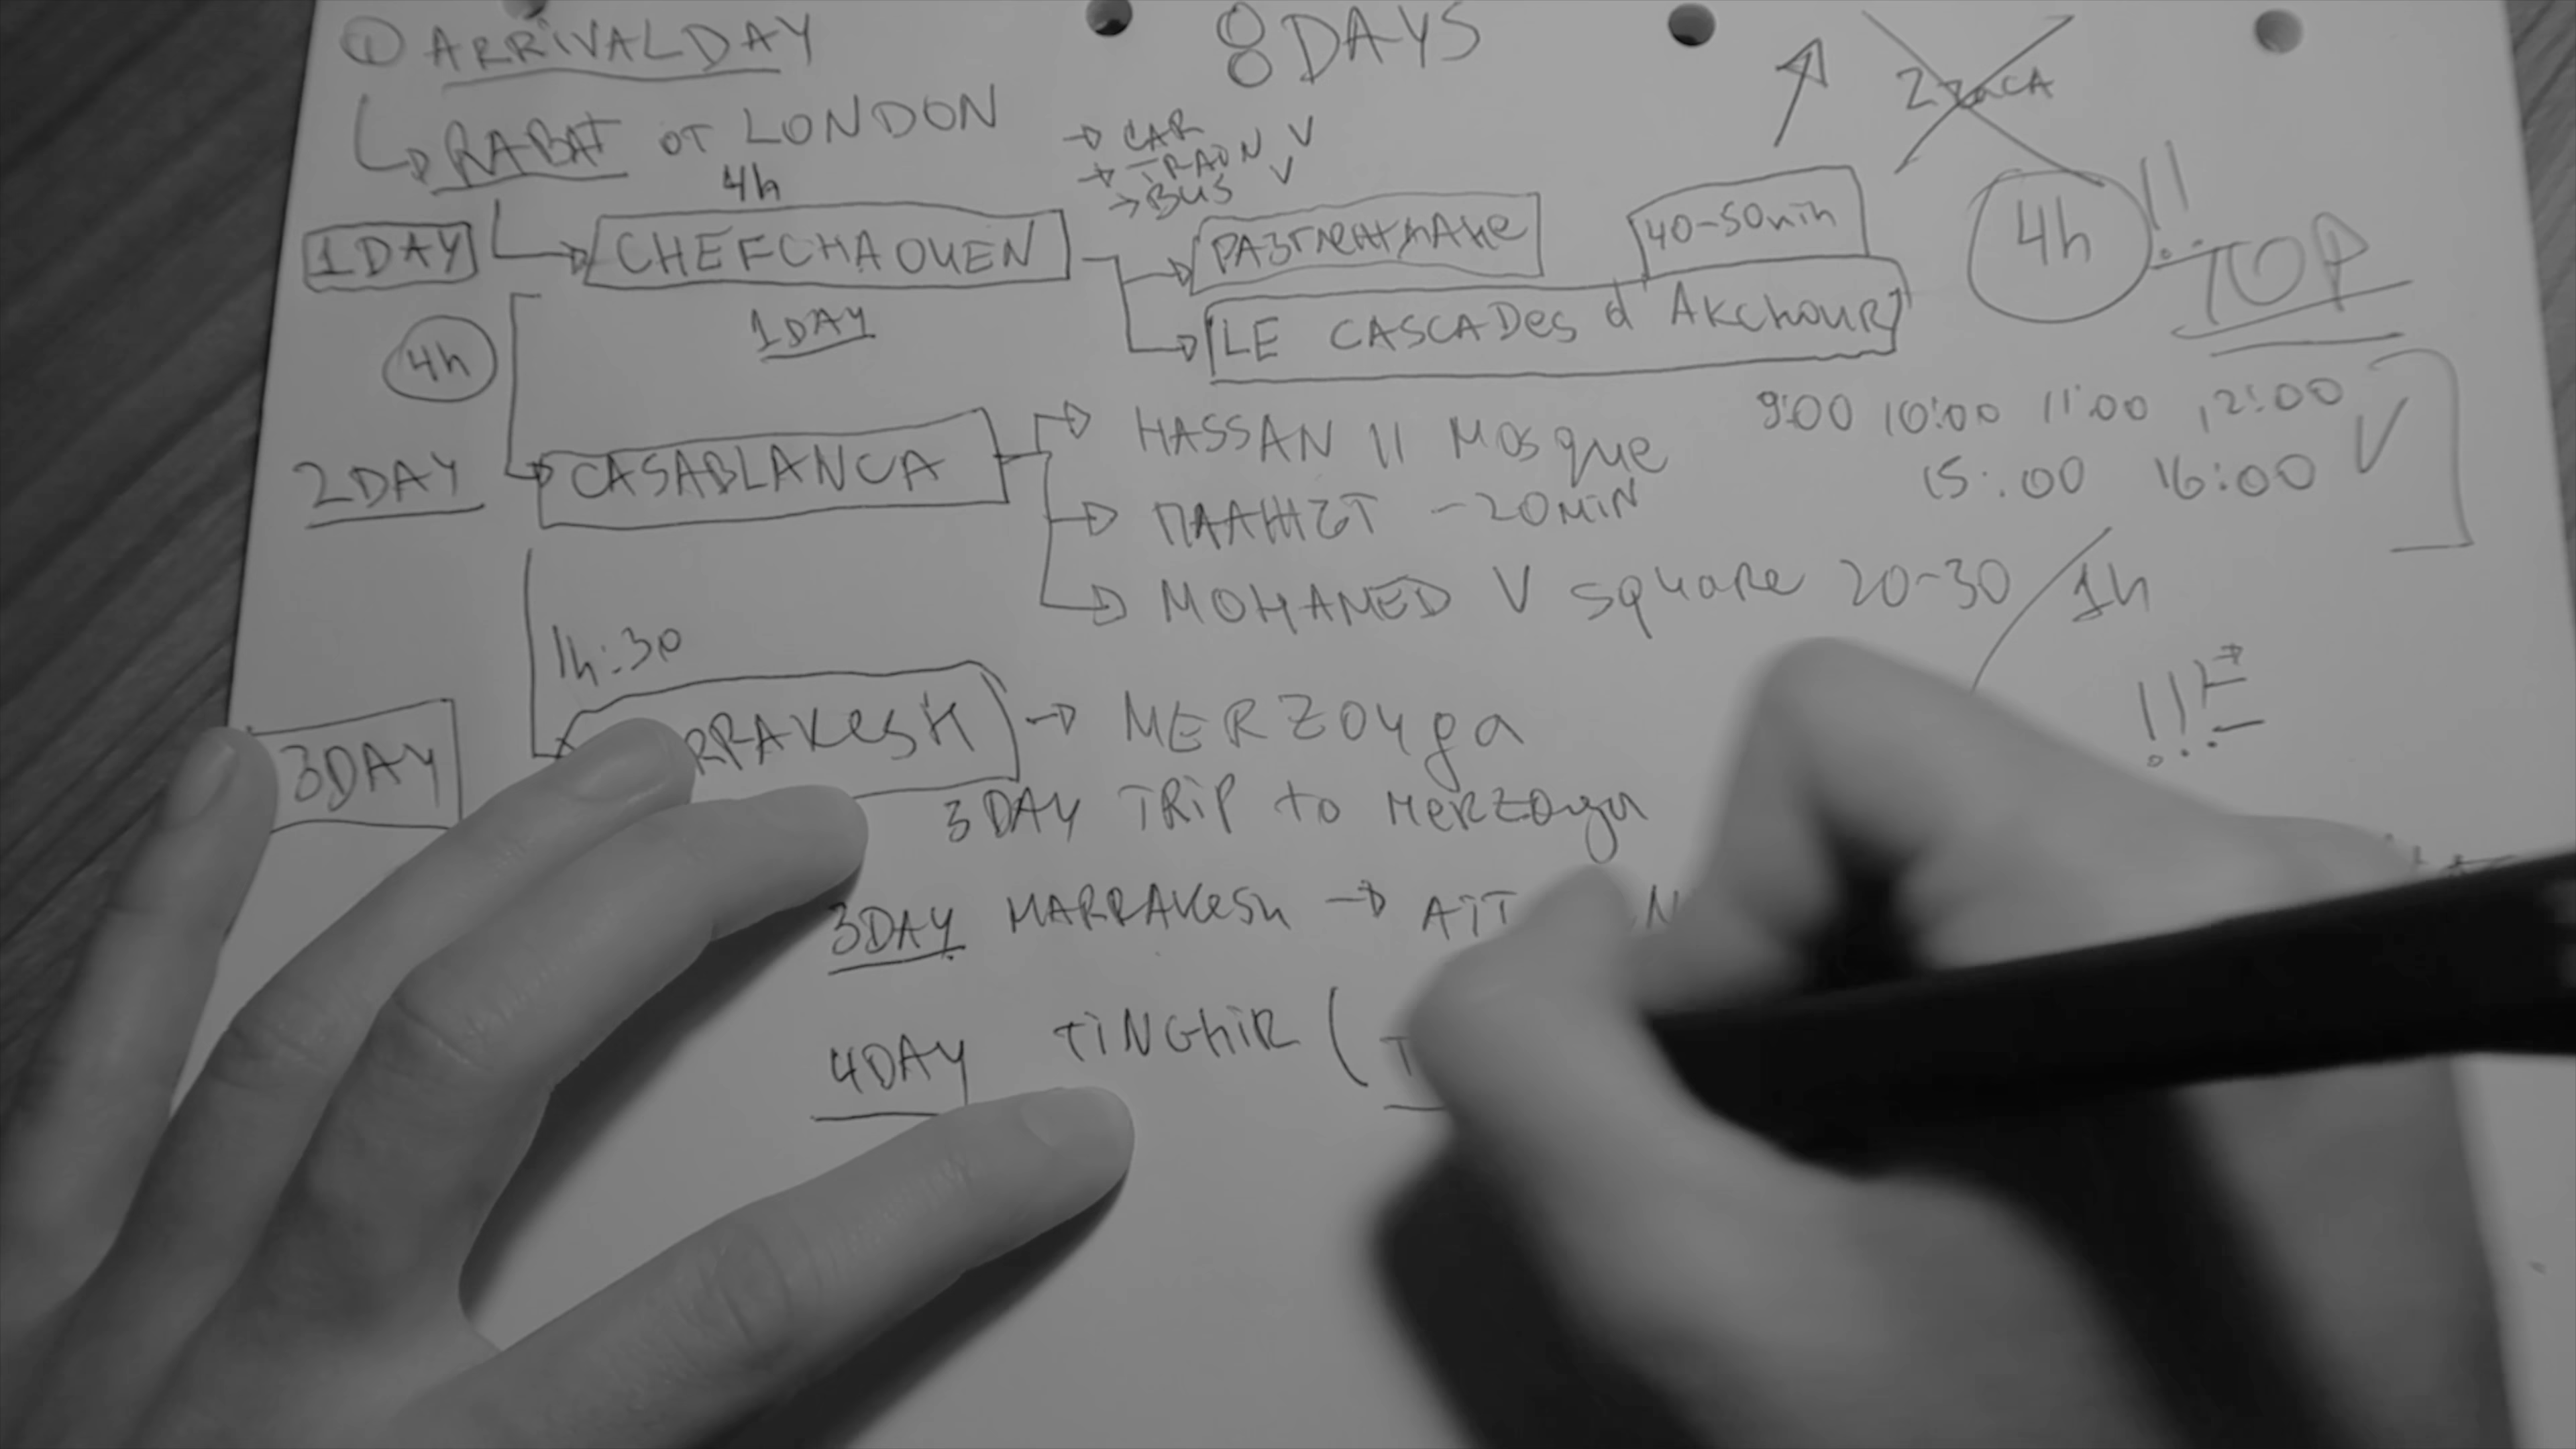 ① ARRIVAL DAY
8 DAYS
RABAT от LONDON
→ CAR
→ TRAIN V
→ BUS V
4h
1 DAY
CHEFCHAOUEN
1 DAY
РАЗГЛЕЖДАНЕ
40-50min
LE CASCADES d'AKCHOUR
4h !!
TOP
4h
2 DAY
CASABLANCA
HASSAN II MOSque
9:00 10:00 11:00 12:00
15:00 16:00 V
ПЛАЖЪТ -20MIN
MOHAMED V square 20-30 / 1h
1h:30
3 DAY
RRAKesH → MERZOuga
3 DAY TRIP to MeRzouga
3 DAY MARRAKesh → AIT
4 DAY TINGhIR (